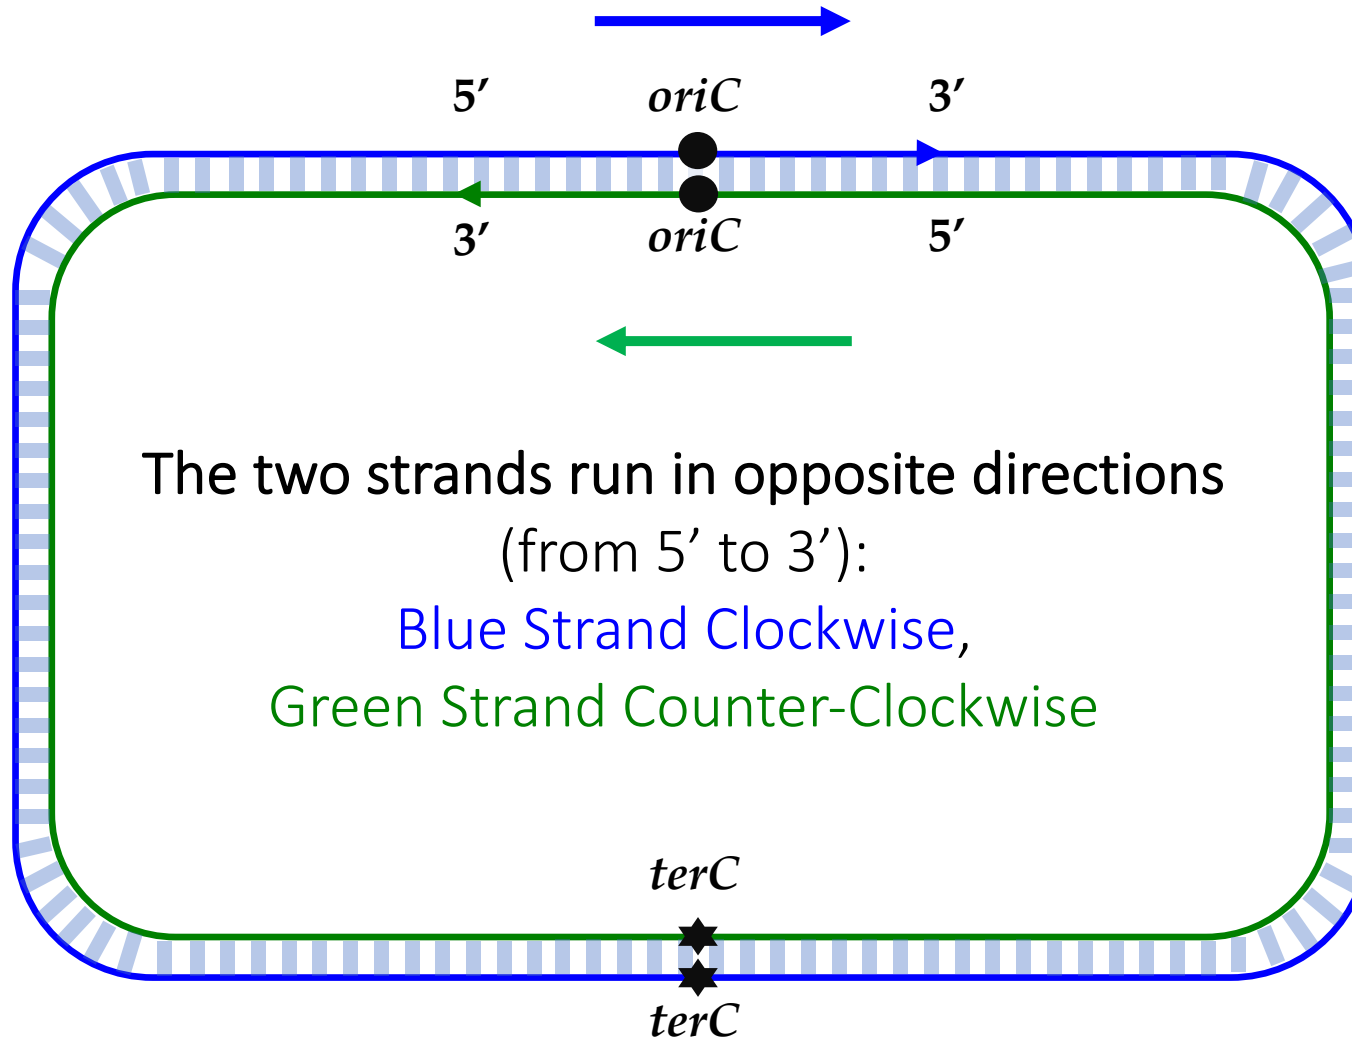 5′ oriC 3′
3′ oriC 5′
The two strands run in opposite directions
(from 5′ to 3′):
Blue Strand Clockwise,
Green Strand Counter-Clockwise
terC
terC